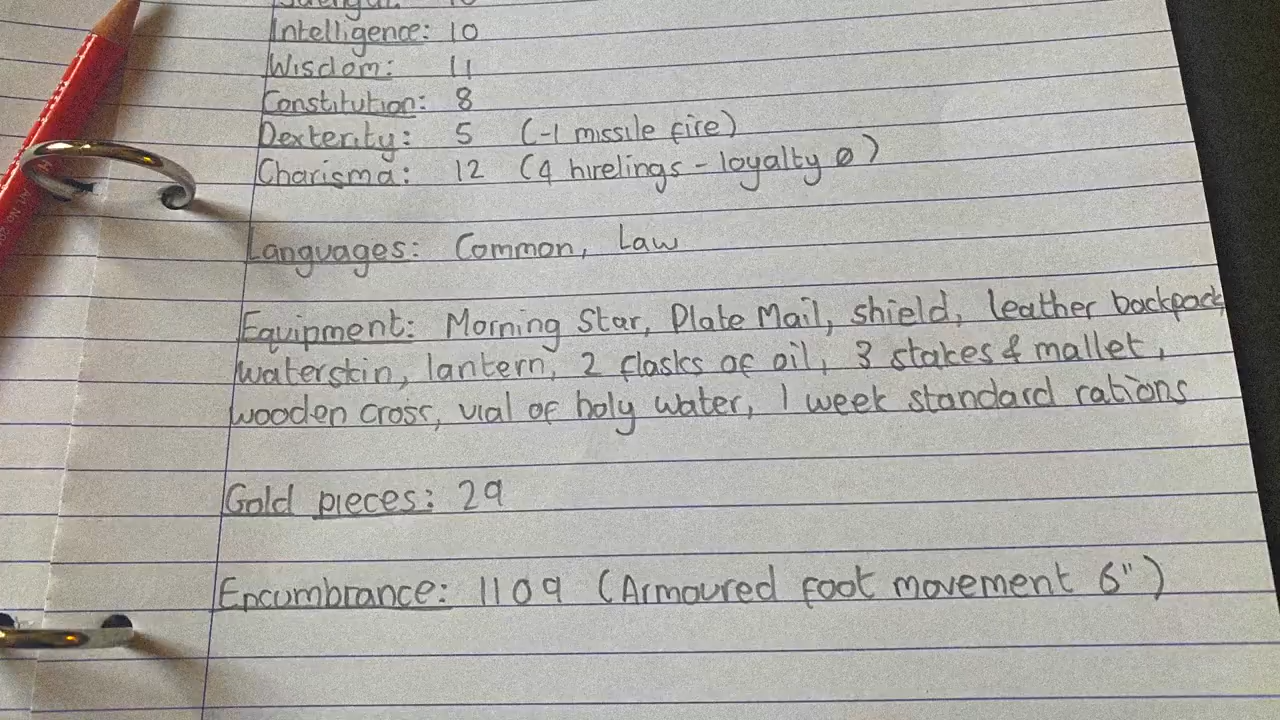 Intelligence: 10
Wisdom: 11
Constitution: 8
Dexterity: 5 (-1 missile fire)
Charisma: 12 (4 hirelings - loyalty 0)
Languages: Common, Law
Equipment: Morning Star, Plate Mail, shield, leather backpack,
waterskin, lantern, 2 flasks of oil, 3 stakes & mallet,
wooden cross, vial of holy water, 1 week standard rations
Gold pieces: 29
Encumbrance: 1109 (Armoured foot movement 6")